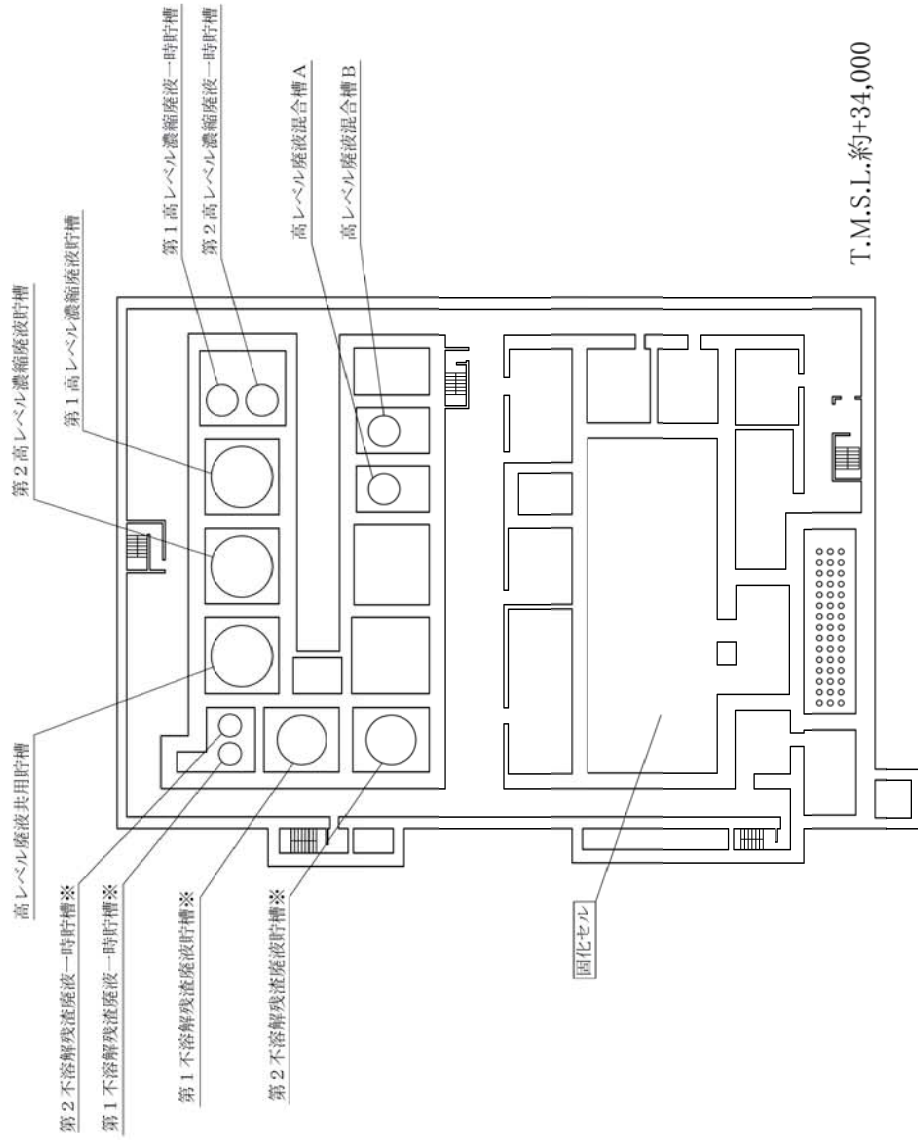 第２不溶解残渣廃液一時貯槽※
第１不溶解残渣廃液一時貯槽※
第１不溶解残渣廃液貯槽※
第２不溶解残渣廃液貯槽※
高レベル廃液共用貯槽
第２高レベル濃縮廃液貯槽
第１高レベル濃縮廃液貯槽
第１高レベル濃縮廃液一時貯槽
第２高レベル濃縮廃液一時貯槽
高レベル廃液混合槽A
高レベル廃液混合槽B
固化セル
T.M.S.L.約+34,000